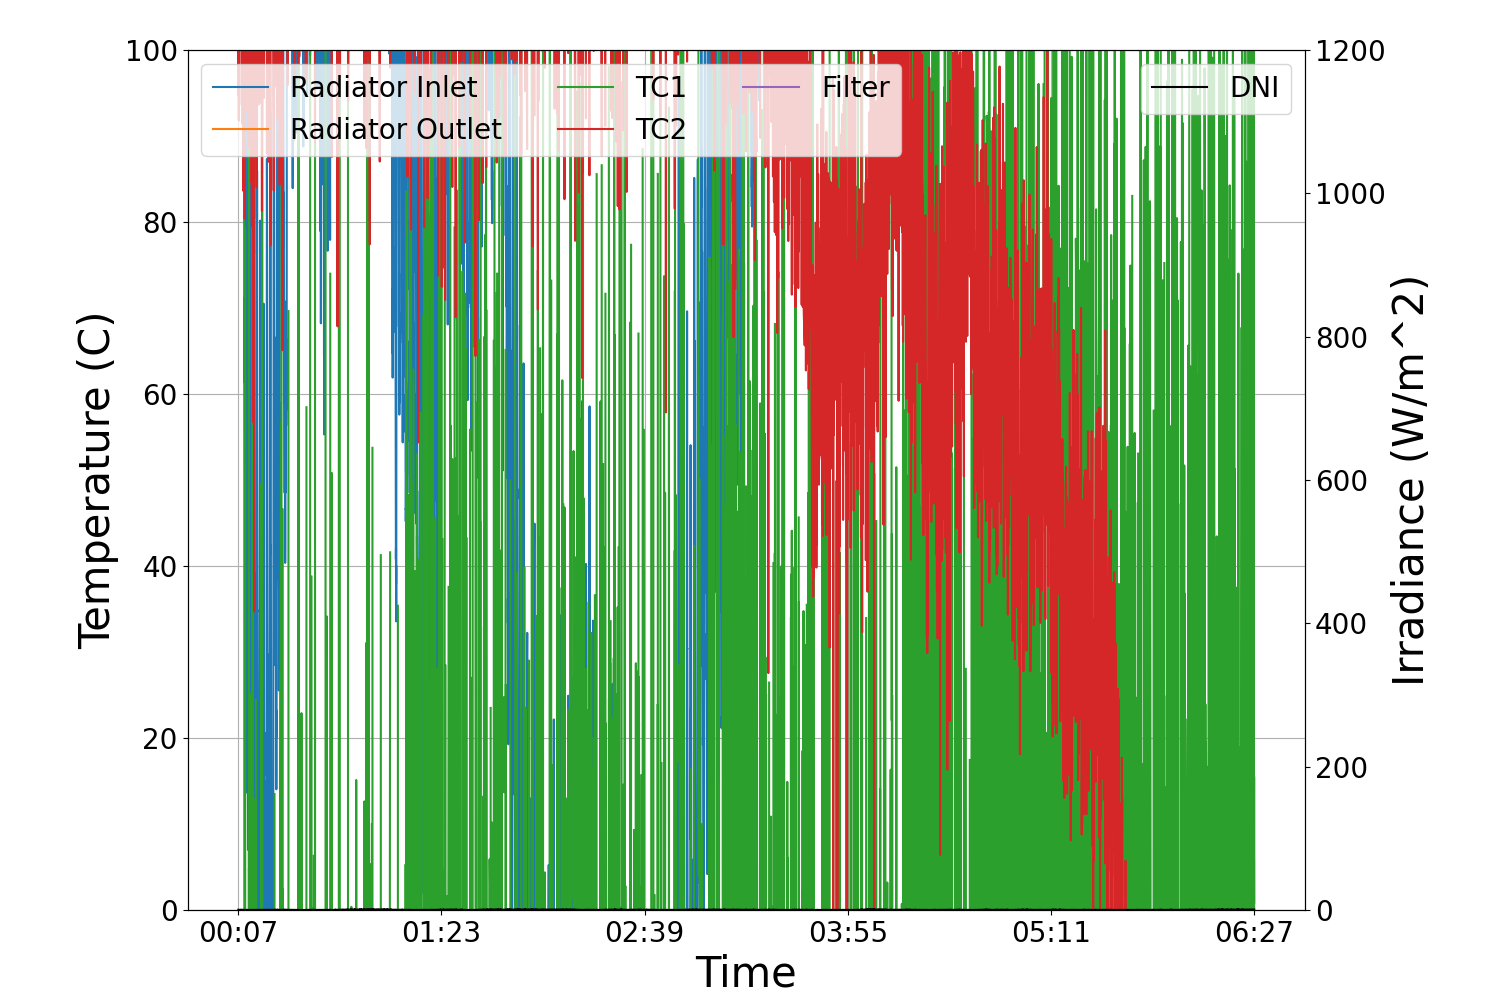 100
80
60
40
20
0
Temperature (C)
Radiator Inlet
Radiator Outlet
TC1
TC2
Filter
DNI
1200
1000
800
600
400
200
0
Irradiance (W/m^2)
00:07
01:23
02:39
03:55
05:11
06:27
Time